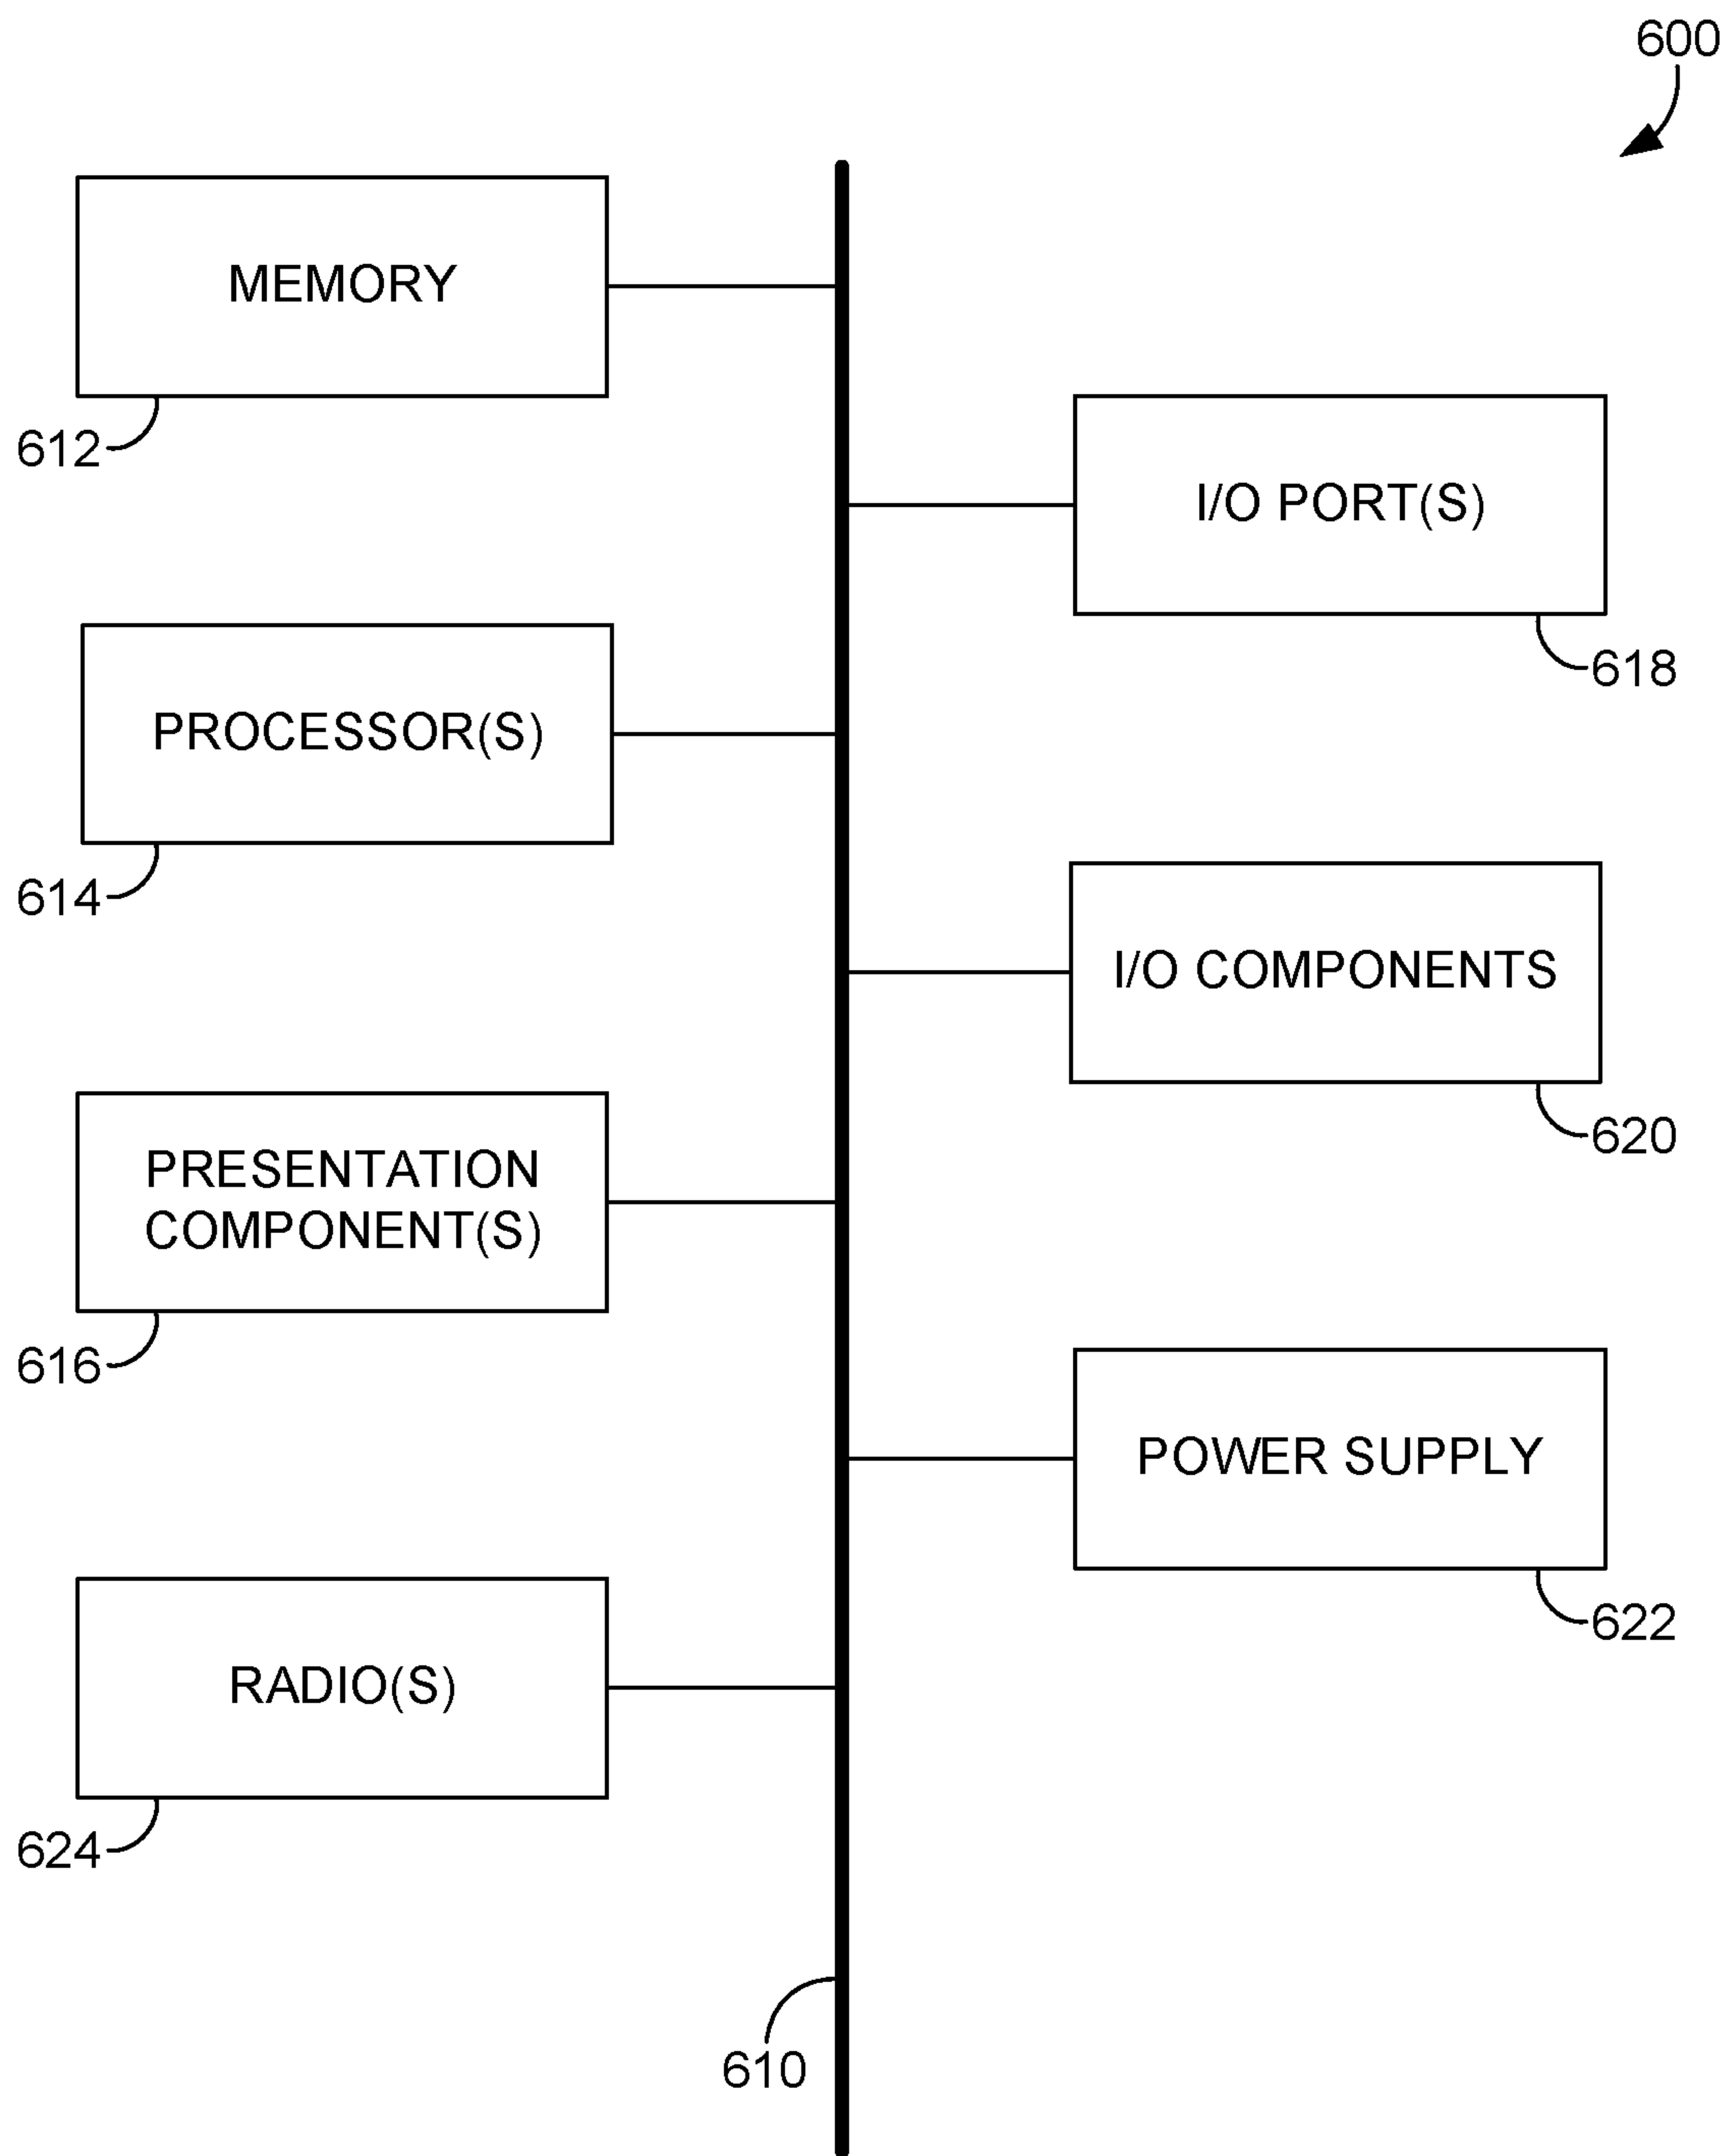 600
MEMORY
612
I/O PORT(S)
618
PROCESSOR(S)
614
I/O COMPONENTS
620
PRESENTATION
COMPONENT(S)
616
POWER SUPPLY
622
RADIO(S)
624
610